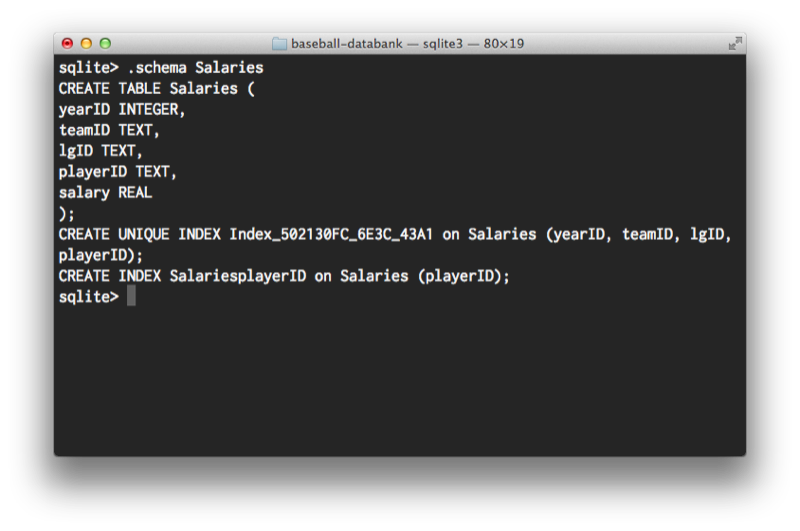 baseball-databank — sqlite3 — 80×19
sqlite> .schema Salaries
CREATE TABLE Salaries (
yearID INTEGER,
teamID TEXT,
lgID TEXT,
playerID TEXT,
salary REAL
);
CREATE UNIQUE INDEX Index_502130FC_6E3C_43A1 on Salaries (yearID, teamID, lgID,
playerID);
CREATE INDEX SalariesplayerID on Salaries (playerID);
sqlite>